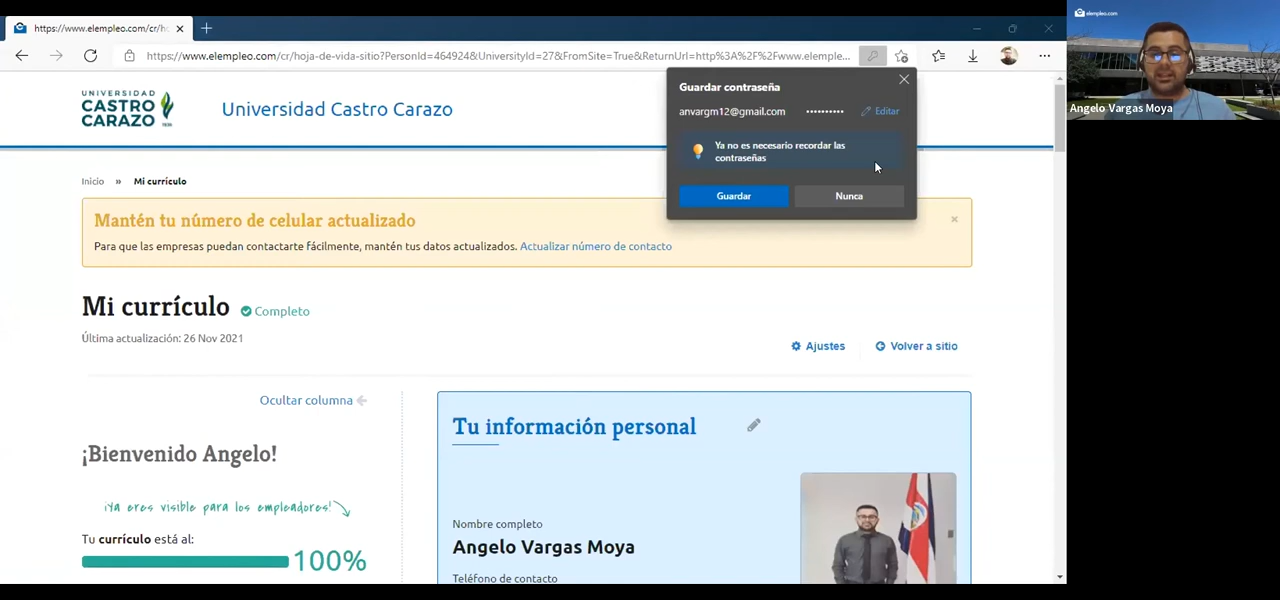 https://www.elempleo.com/cr/ho
https://www.elempleo.com/cr/hoja-de-vida-sitio?PersonId=464924&UniversityId=27&FromSite=True&ReturnUrl=http%3A%2F%2Fwww.elemple...
elempleo.com
Angelo Vargas Moya
Guardar contraseña
anvargm12@gmail.com ••••••••• Editar
Ya no es necesario recordar las
contraseñas
Guardar Nunca
UNIVERSIDAD
CASTRO
CARAZO
Universidad Castro Carazo
Inicio » Mi currículo
Mantén tu número de celular actualizado
Para que las empresas puedan contactarte fácilmente, mantén tus datos actualizados. Actualizar número de contacto
Mi currículo Completo
Última actualización: 26 Nov 2021
Ajustes Volver a sitio
Ocultar columna
Tu información personal
¡Bienvenido Angelo!
¡Ya eres visible para los empleadores!
Nombre completo
Tu currículo está al:
Angelo Vargas Moya
100%
Teléfono de contacto